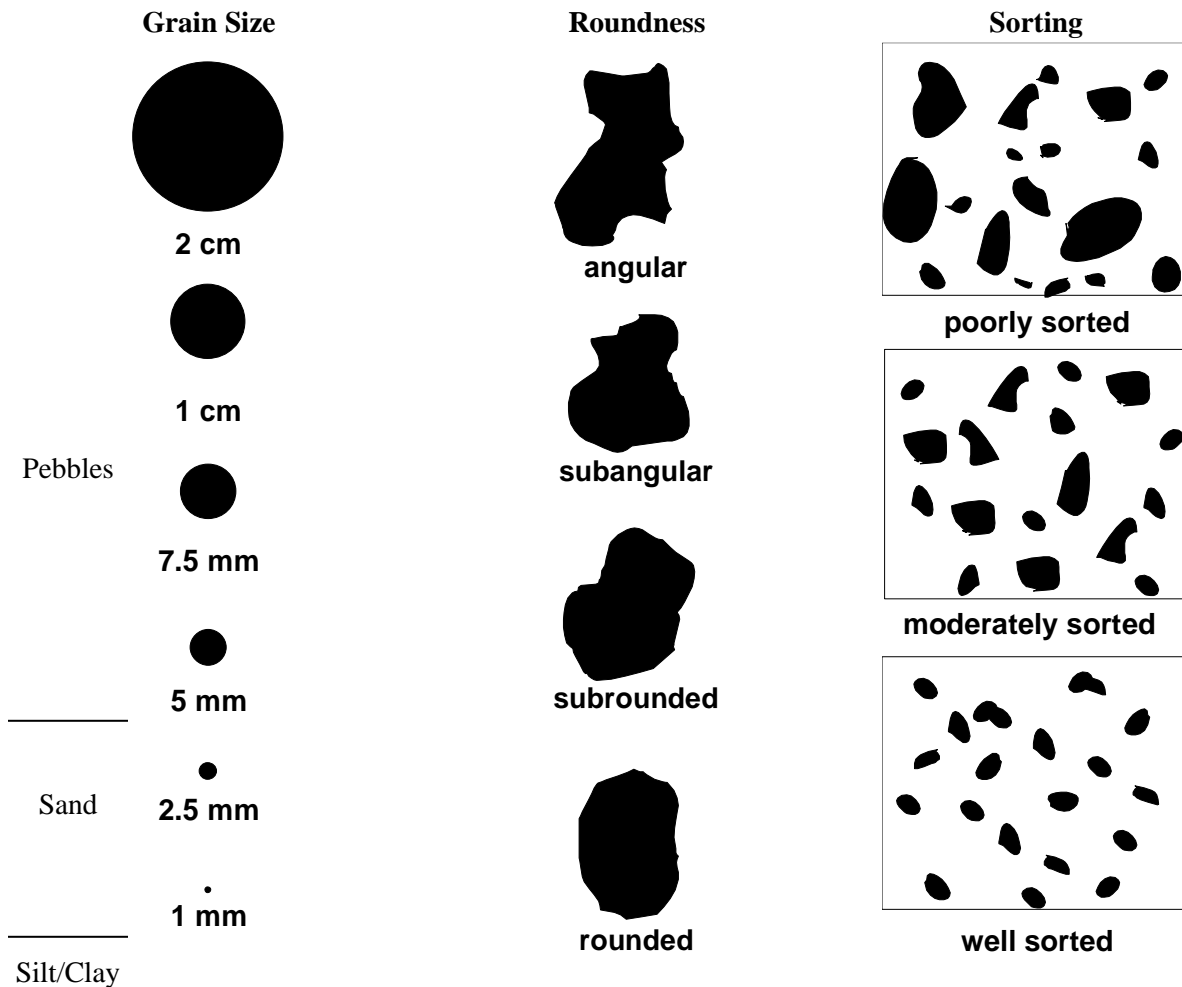 Grain Size
2 cm
1 cm
Pebbles
7.5 mm
5 mm
Sand
2.5 mm
1 mm
Silt/Clay
Roundness
angular
subangular
subrounded
rounded
Sorting
poorly sorted
moderately sorted
well sorted